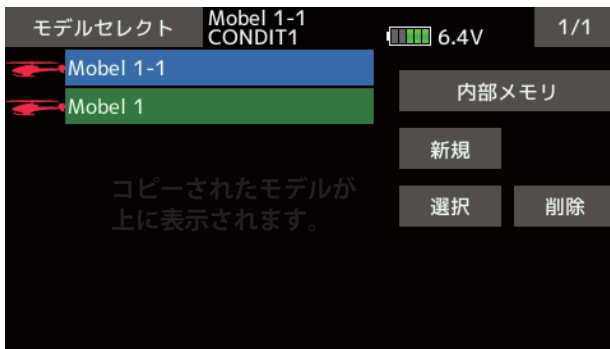 モデルセレクト
Mobel 1-1
CONDIT1
6.4V
1/1
Mobel 1-1
Mobel 1
内部メモリ
新規
選択
削除
コピーされたモデルが
上に表示されます。